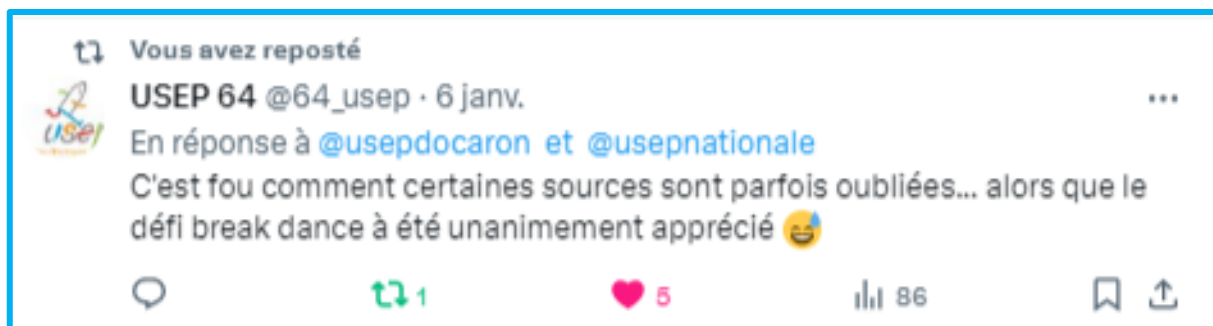 Vous avez reposté
USEP 64 @64_usep · 6 janv.
usep
En réponse à @usepdocaron et @usepnationale
C'est fou comment certaines sources sont parfois oubliées... alors que le
défi break dance à été unanimement apprécié 😅
1 5 86